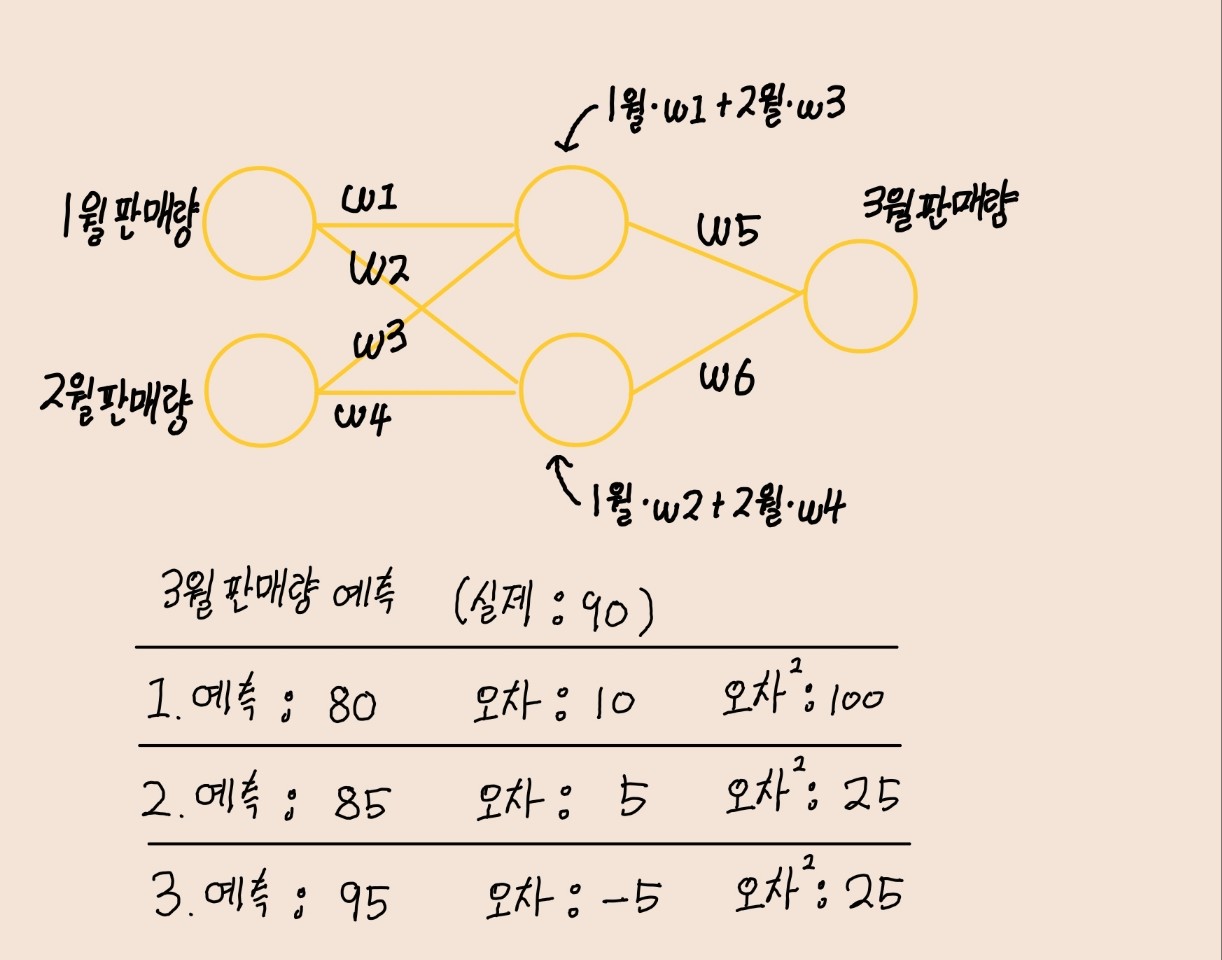 1월·w1+2월·w3
3월판매량
1월판매량
w1
w5
w2
w3
2월판매량
w4
w6
1월·w2+2월·w4
3월판매량 예측 (실제 : 90)
1. 예측 ; 80 오차 : 10 오차²: 100
2. 예측 ; 85 오차 : 5 오차²: 25
3. 예측 ; 95 오차 : -5 오차²: 25